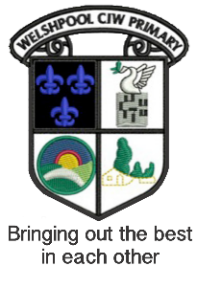 WELSHPOOL CIW PRIMARY
Bringing out the best
in each other